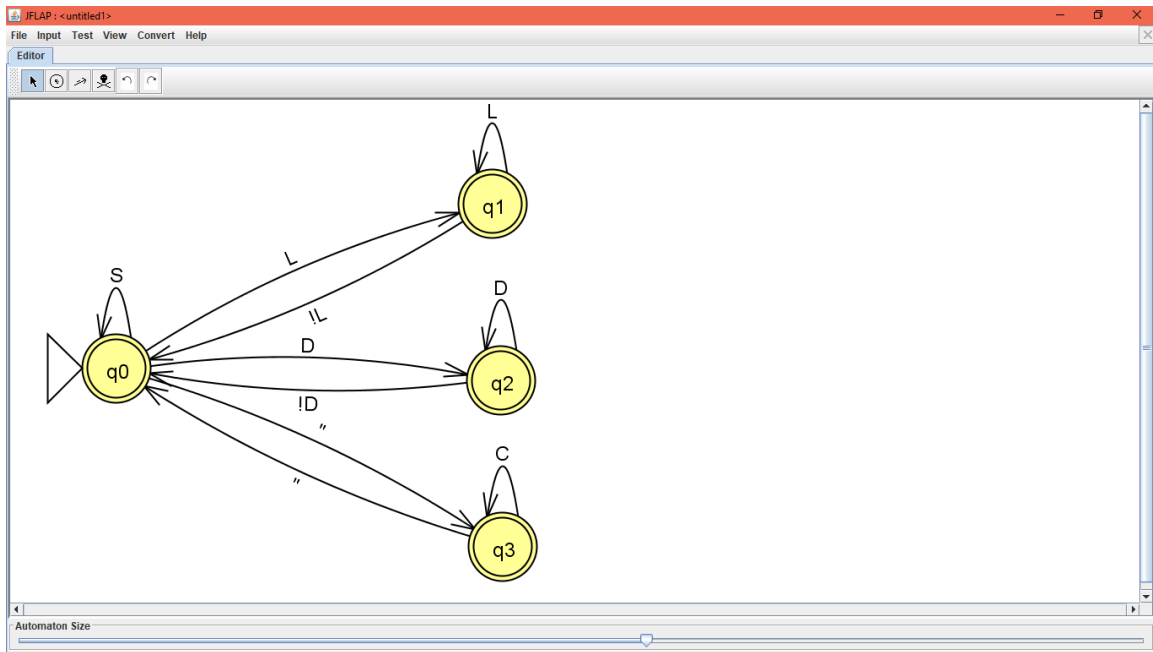 JFLAP : <untitled1>
File Input Test View Convert Help
Editor
L
q1
L
!L
S
q0
D
D
!D
q2
"
"
C
q3
Automaton Size